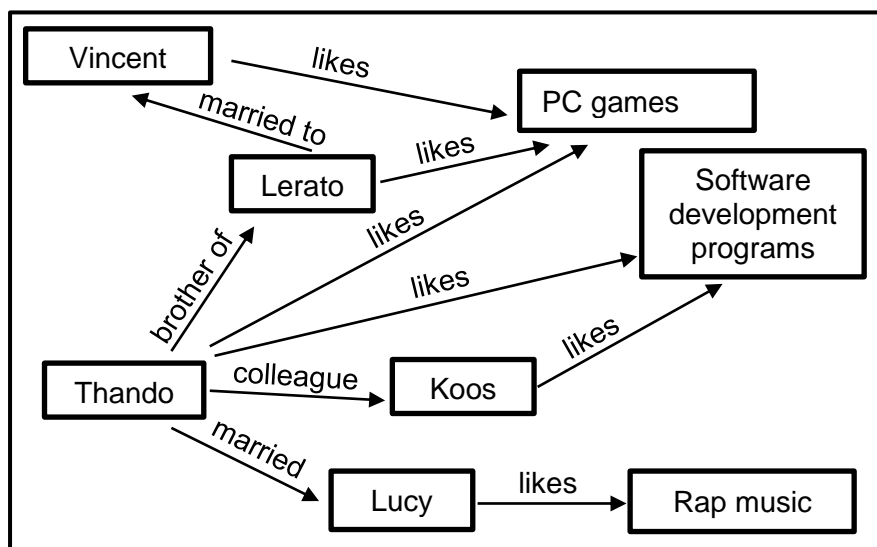 Vincent
likes
PC games
married to
likes
Lerato
Software
development
programs
likes
brother of
likes
likes
Thando
colleague
Koos
married
Lucy
likes
Rap music